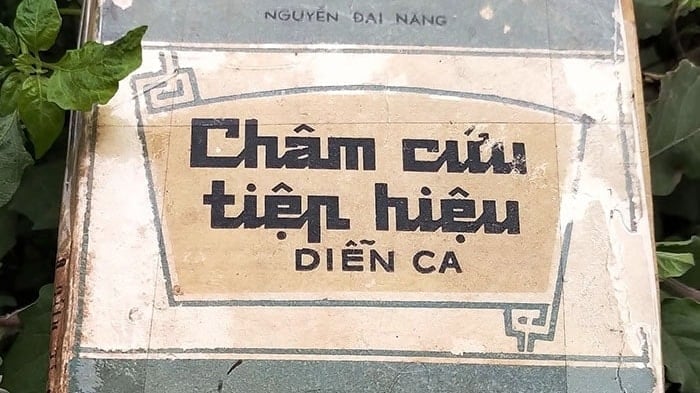 NGUYỄN ĐẠI NĂNG
Châm cứu
tiệp hiệu
DIỄN CA